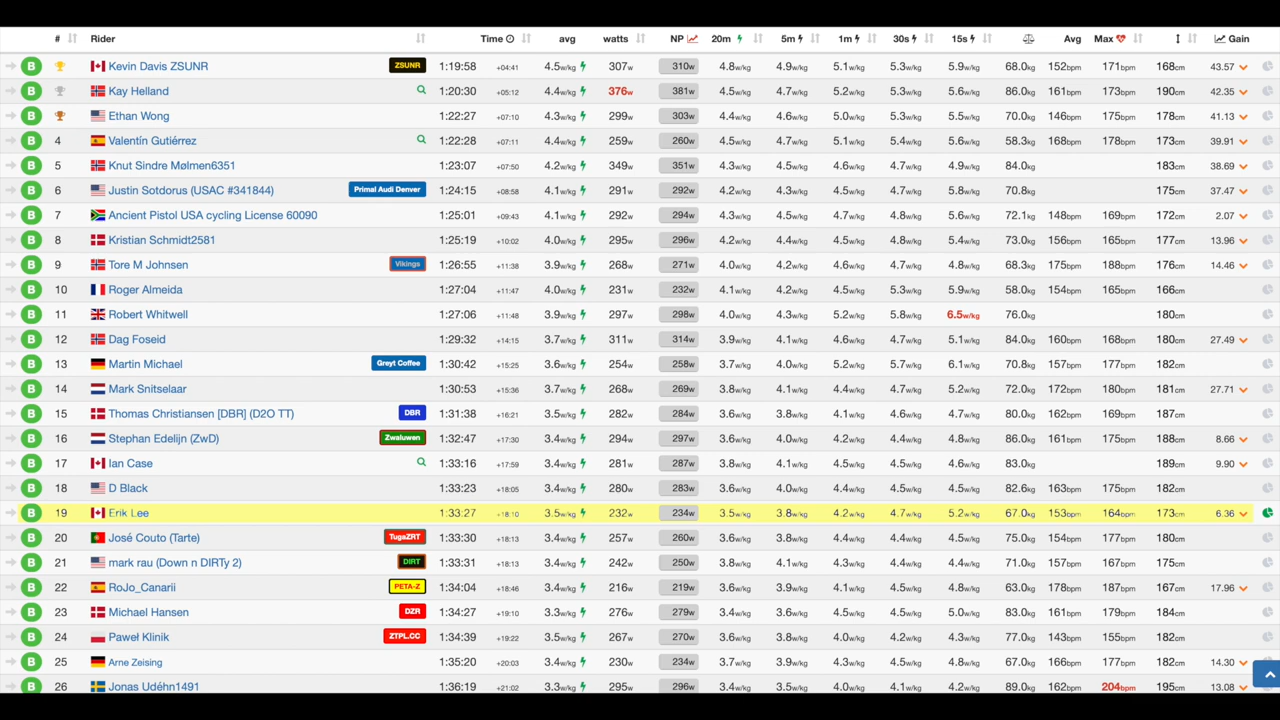 # Rider Time avg watts NP 20m 5m 1m 30s 15s Avg Max Gain
B Kevin Davis ZSUNR ZSUNR 1:19:58 +04:41 4.5w/kg 307w 310w 4.8w/kg 4.9w/kg 5.1w/kg 5.3w/kg 5.9w/kg 68.0kg 152bpm 171bpm 168cm 43.57
B Kay Helland 1:20:30 +05:12 4.4w/kg 376w 381w 4.5w/kg 4.7w/kg 5.2w/kg 5.3w/kg 5.6w/kg 86.0kg 161bpm 173bpm 190cm 42.35
B Ethan Wong 1:22:27 +07:10 4.3w/kg 299w 303w 4.4w/kg 4.6w/kg 5.0w/kg 5.3w/kg 5.5w/kg 70.0kg 146bpm 175bpm 178cm 41.13
B 4 Valentín Gutiérrez 1:22:28 +07:11 4.4w/kg 259w 260w 4.5w/kg 4.7w/kg 5.1w/kg 5.4w/kg 5.6w/kg 58.3kg 168bpm 178bpm 173cm 39.91
B 5 Knut Sindre Mølmen6351 1:23:07 +07:50 4.2w/kg 349w 351w 4.2w/kg 4.5w/kg 4.6w/kg 4.7w/kg 4.9w/kg 84.0kg 183cm 38.69
B 6 Justin Sotdorus (USAC #341844) Primal Audi Denver 1:24:15 +08:58 4.1w/kg 291w 292w 4.2w/kg 4.2w/kg 4.5w/kg 4.7w/kg 5.2w/kg 70.8kg 175cm 37.47
B 7 Ancient Pistol USA cycling License 60090 1:25:01 +09:43 4.1w/kg 292w 294w 4.2w/kg 4.4w/kg 4.7w/kg 4.8w/kg 5.6w/kg 72.1kg 148bpm 169bpm 172cm 2.07
B 8 Kristian Schmidt2581 1:25:19 +10:02 4.0w/kg 295w 296w 4.2w/kg 4.4w/kg 4.5w/kg 4.8w/kg 5.4w/kg 73.0kg 156bpm 165bpm 177cm 13.96
B 9 Tore M Johnsen Vikings 1:26:55 +11:38 3.9w/kg 268w 271w 4.0w/kg 4.2w/kg 4.5w/kg 4.7w/kg 4.8w/kg 68.3kg 175bpm 188bpm 176cm 14.46
B 10 Roger Almeida 1:27:04 +11:47 4.0w/kg 231w 232w 4.1w/kg 4.2w/kg 4.5w/kg 5.3w/kg 5.9w/kg 58.0kg 154bpm 165bpm 166cm
B 11 Robert Whitwell 1:27:06 +11:48 3.9w/kg 297w 298w 4.0w/kg 4.3w/kg 5.2w/kg 5.8w/kg 6.5w/kg 76.0kg 180cm
B 12 Dag Foseid 1:29:32 +14:15 3.7w/kg 311w 314w 3.9w/kg 4.1w/kg 4.4w/kg 4.6w/kg 5.1w/kg 84.0kg 160bpm 168bpm 180cm 27.49
B 13 Martin Michael Greyt Coffee 1:30:42 +15:25 3.6w/kg 254w 258w 3.7w/kg 4.0w/kg 4.8w/kg 5.7w/kg 6.1w/kg 70.8kg 157bpm 177bpm 182cm
B 14 Mark Snitselaar 1:30:53 +15:36 3.7w/kg 268w 269w 3.9w/kg 4.1w/kg 4.4w/kg 4.7w/kg 5.2w/kg 72.0kg 172bpm 180bpm 181cm 27.71
B 15 Thomas Christiansen [DBR] (D2O TT) DBR 1:31:38 +16:21 3.5w/kg 282w 284w 3.6w/kg 3.8w/kg 4.1w/kg 4.3w/kg 4.7w/kg 80.0kg 162bpm 169bpm 187cm
B 16 Stephan Edelijn (ZwD) Zwaluwen 1:32:47 +17:30 3.4w/kg 294w 297w 3.6w/kg 4.0w/kg 4.2w/kg 4.4w/kg 4.8w/kg 86.0kg 161bpm 175bpm 188cm 8.66
B 17 Ian Case 1:33:16 +17:59 3.4w/kg 281w 287w 3.8w/kg 4.1w/kg 4.5w/kg 4.5w/kg 4.6w/kg 83.0kg 189cm 9.90
B 18 D Black 1:33:23 +18:05 3.4w/kg 280w 283w 3.5w/kg 3.7w/kg 4.1w/kg 4.5w/kg 4.8w/kg 82.6kg 163bpm 175bpm 182cm
B 19 Erik Lee 1:33:27 +18:10 3.5w/kg 232w 234w 3.5w/kg 3.8w/kg 4.2w/kg 4.7w/kg 5.2w/kg 67.0kg 153bpm 164bpm 173cm 6.36
B 20 José Couto (Tarte) TugaZRT 1:33:30 +18:13 3.4w/kg 257w 260w 3.6w/kg 3.9w/kg 4.2w/kg 4.4w/kg 4.5w/kg 75.0kg 154bpm 177bpm 180cm
B 21 mark rau (Down n DIRTy 2) DIRT 1:33:31 +18:13 3.4w/kg 242w 250w 3.8w/kg 4.1w/kg 4.3w/kg 4.4w/kg 4.4w/kg 71.0kg 157bpm 167bpm 175cm
B 22 RoJo_Canarii PETA-Z 1:34:04 +18:46 3.4w/kg 216w 219w 3.6w/kg 3.9w/kg 4.1w/kg 4.5w/kg 4.8w/kg 63.0kg 178bpm 187bpm 167cm 17.96
B 23 Michael Hansen DZR 1:34:27 +19:10 3.3w/kg 276w 279w 3.3w/kg 3.6w/kg 4.1w/kg 4.5w/kg 5.0w/kg 83.0kg 161bpm 191bpm 184cm
B 24 Paweł Klinik ZTPL.CC 1:34:39 +19:22 3.5w/kg 267w 270w 3.6w/kg 3.7w/kg 4.0w/kg 4.2w/kg 4.3w/kg 77.0kg 143bpm 155bpm 182cm
B 25 Arne Zeising 1:35:20 +20:03 3.4w/kg 230w 234w 3.7w/kg 3.9w/kg 4.3w/kg 4.5w/kg 4.8w/kg 67.0kg 166bpm 177bpm 182cm 14.30
B 26 Jonas Udéhn1491 1:36:19 +21:02 3.3w/kg 295w 296w 3.4w/kg 3.6w/kg 4.0w/kg 4.1w/kg 4.2w/kg 89.0kg 162bpm 204bpm 195cm 13.08